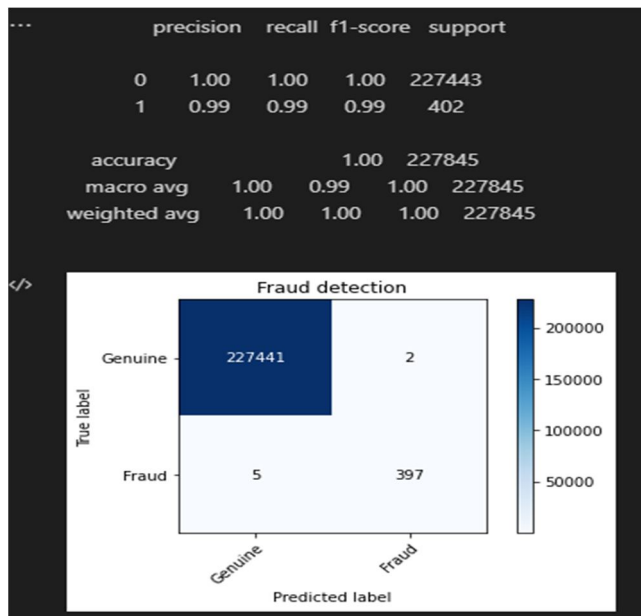 ...
precision recall f1-score support
0 1.00 1.00 1.00 227443
1 0.99 0.99 0.99 402
accuracy 1.00 227845
macro avg 1.00 0.99 1.00 227845
weighted avg 1.00 1.00 1.00 227845
</>
Fraud detection
Genuine 227441 2
Fraud 5 397
True label
Genuine Fraud
Predicted label
200000
150000
100000
50000